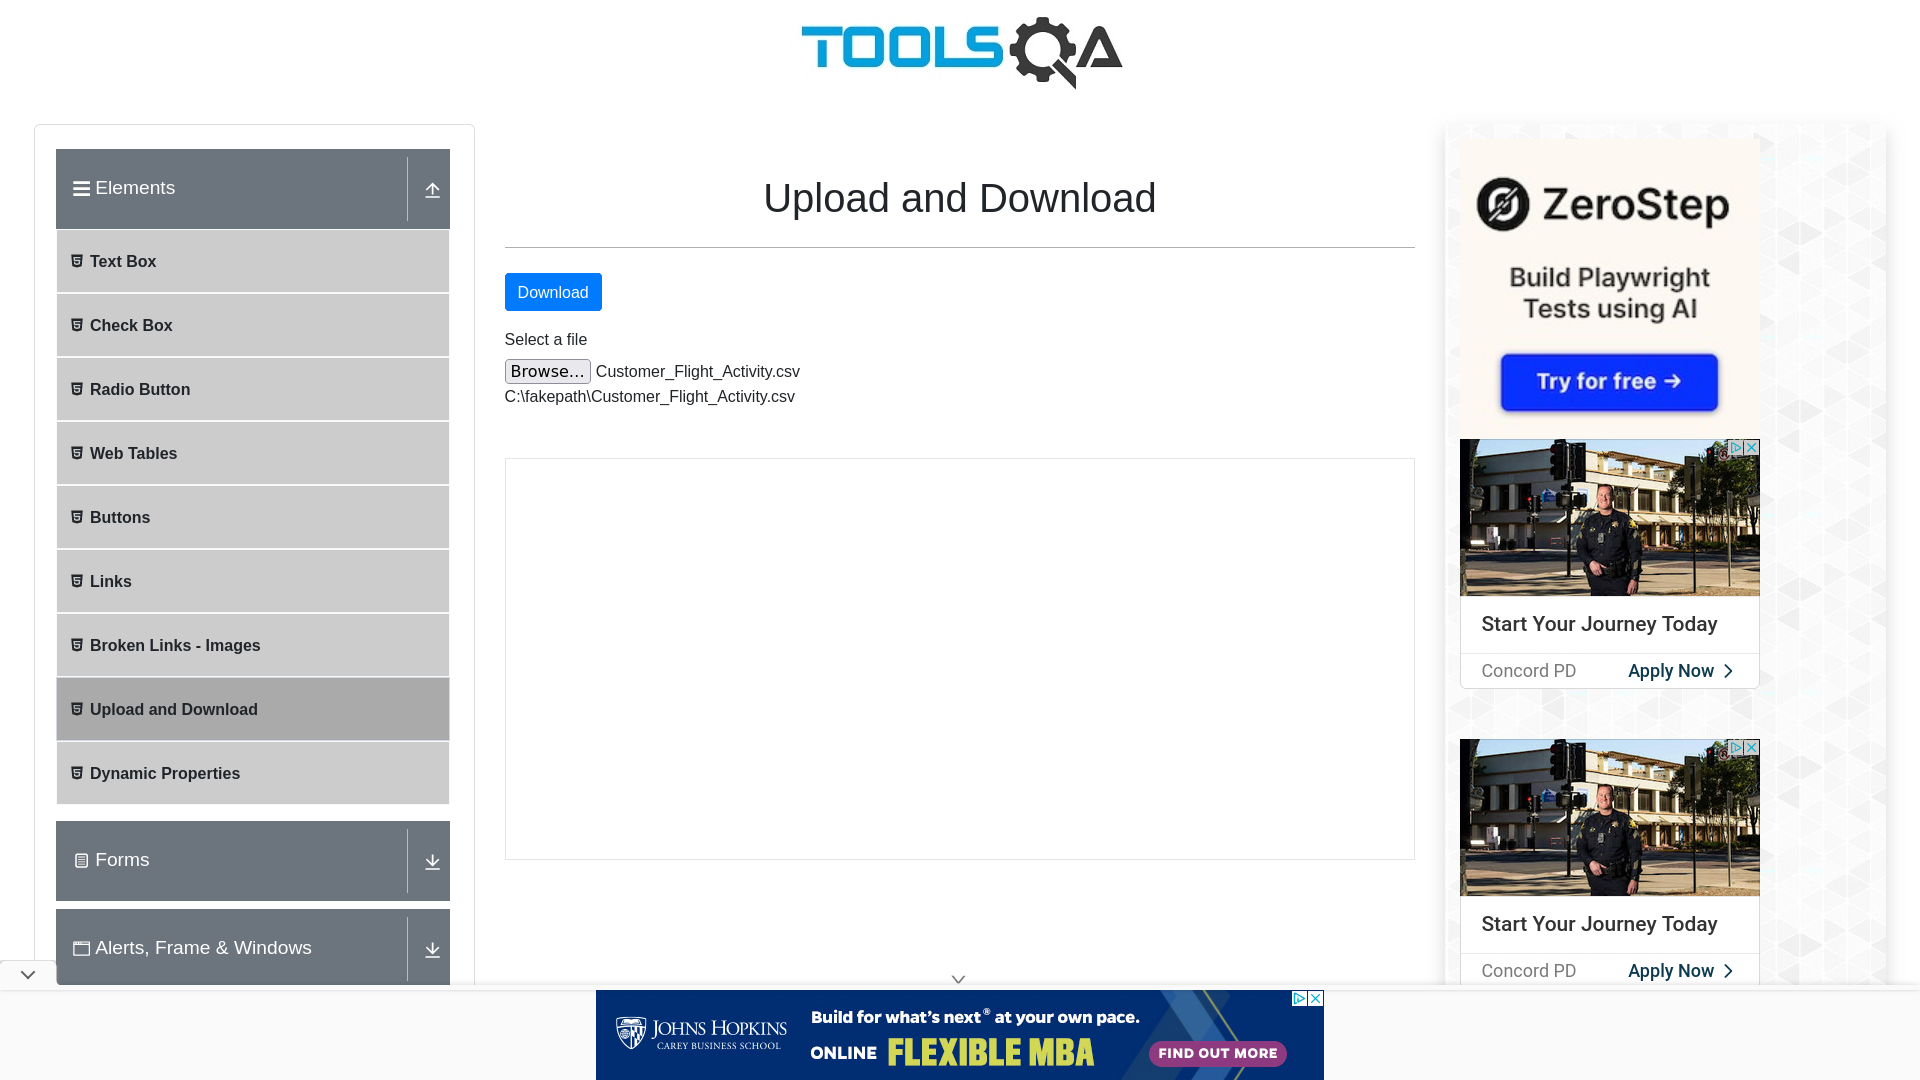 TOOLSQA
Elements
Text Box
Check Box
Radio Button
Web Tables
Buttons
Links
Broken Links - Images
Upload and Download
Dynamic Properties
Forms
Alerts, Frame & Windows
Upload and Download
Download
Select a file
Browse... Customer_Flight_Activity.csv
C:\fakepath\Customer_Flight_Activity.csv
ZeroStep
Build Playwright
Tests using AI
Try for free →
Start Your Journey Today
Concord PD Apply Now
Start Your Journey Today
Concord PD Apply Now
JOHNS HOPKINS
CAREY BUSINESS SCHOOL
Build for what's next® at your own pace.
ONLINE FLEXIBLE MBA
FIND OUT MORE